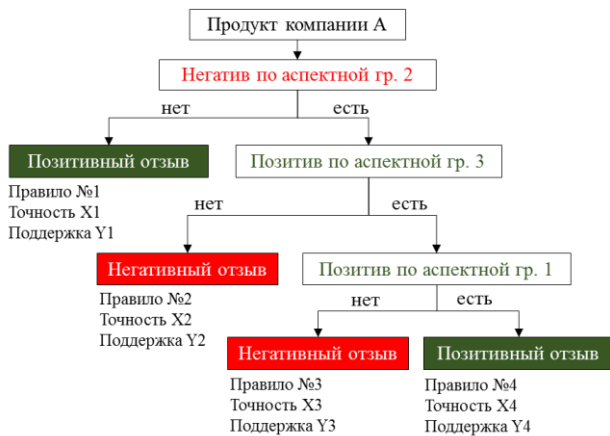 Продукт компании А
Негатив по аспектной гр. 2
нет
есть
Позитивный отзыв
Позитив по аспектной гр. 3
Правило №1
Точность X1
Поддержка Y1
нет
есть
Негативный отзыв
Позитив по аспектной гр. 1
Правило №2
Точность X2
Поддержка Y2
нет
есть
Негативный отзыв
Позитивный отзыв
Правило №3
Точность X3
Поддержка Y3
Правило №4
Точность X4
Поддержка Y4